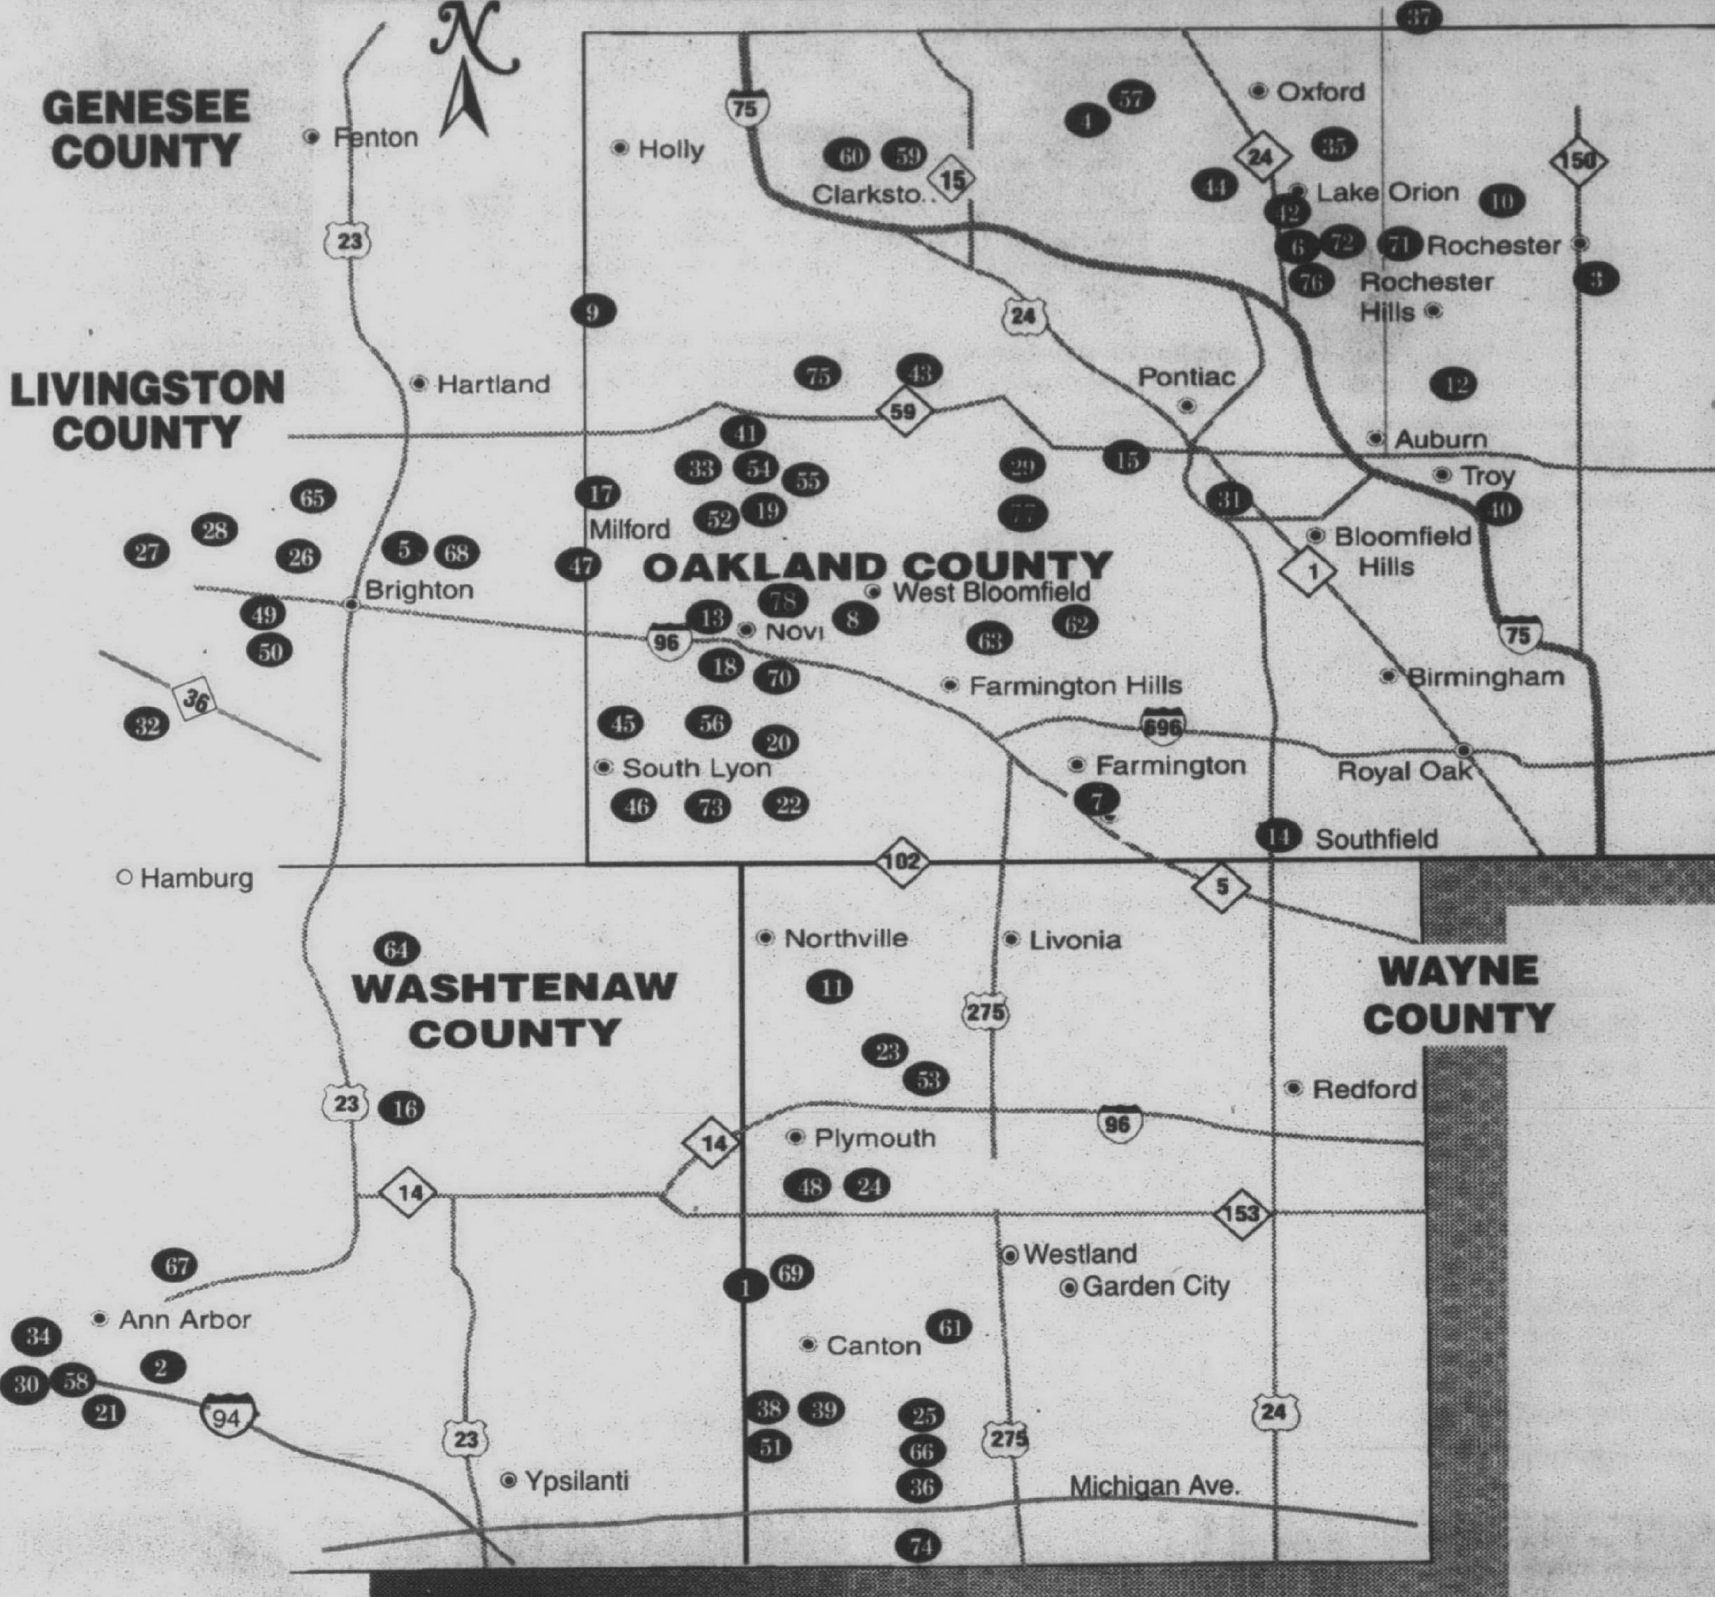 N
37
GENESEE
COUNTY
Fenton
75
Holly
57
4
Oxford
60
59
15
Clarksto..
24
35
150
44
Lake Orion
10
42
6
72
71
Rochester
23
76
Rochester
Hills
3
9
24
LIVINGSTON
COUNTY
Hartland
75
43
Pontiac
12
59
41
Auburn
33
54
55
29
15
Troy
65
17
31
40
28
52
19
77
Milford
27
26
5
68
47
Bloomfield
Hills
OAKLAND COUNTY
1
Brighton
78
West Bloomfield
49
13
Novi
8
62
50
96
63
75
18
70
36
Farmington Hills
Birmingham
32
45
56
20
696
South Lyon
Farmington
Royal Oak
46
73
22
7
14
Southfield
102
Hamburg
5
64
Northville
Livonia
WASHTENAW
COUNTY
11
WAYNE
COUNTY
275
23
53
Redford
23
16
14
Plymouth
96
14
48
24
153
67
1
69
Westland
Garden City
Ann Arbor
34
61
Canton
2
30
58
21
94
38
39
25
24
23
51
66
275
Ypsilanti
36
Michigan Ave.
74